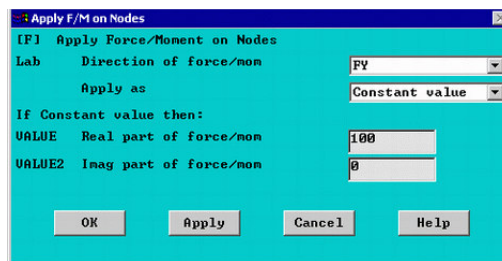 Apply F/M on Nodes
[F] Apply Force/Moment on Nodes
Lab Direction of force/mom FY
Apply as Constant value
If Constant value then:
VALUE Real part of force/mom 100
VALUE2 Imag part of force/mom 0
OK Apply Cancel Help